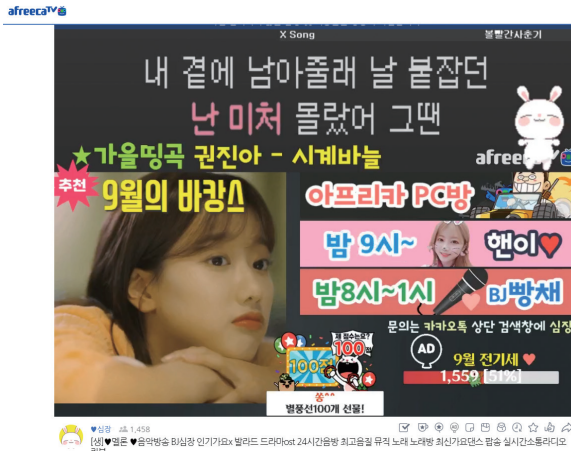 afreecaTV
X Song
볼빨간사춘기
내 곁에 남아줄래 날 붙잡던
난 미처 몰랐어 그땐
★가을띵곡 권진아 - 시계바늘
afreec
추천
9월의 바캉스
아프리카 PC방
밤 9시~
핸이♥
밤8시~1시
BJ빵채
문의는 카카오톡 상단 검색창에 심장
AD
9월 전기세 ♥
1,559 [51%]
100개
100
쏭^^
별풍선100개 선물!
♥심장
1,458
[생]♥멜론 ♥음악방송 BJ심장 인기가요x 발라드 드라마ost 24시간음방 최고음질 뮤직 노래 노래방 최신가요댄스 팝송 실시간소통라디오